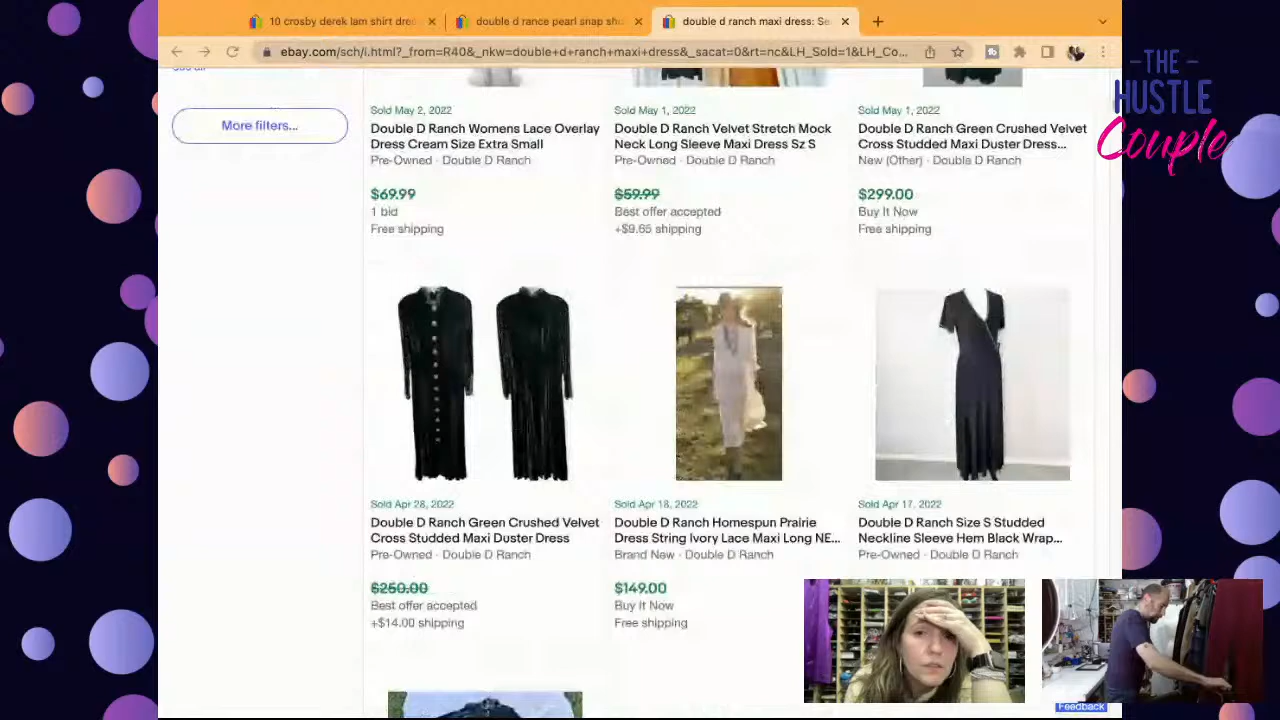 10 crosby derek lam shirt dres
double d rance pearl snap sho
double d ranch maxi dress: Se
ebay.com/sch/i.html?_from=R40&_nkw=double+d+ranch+maxi+dress&_sacat=0&rt=nc&LH_Sold=1&LH_Co...
-THE-
HUSTLE
Couple
See all
More filters...
Sold May 2, 2022
Double D Ranch Womens Lace Overlay
Dress Cream Size Extra Small
Pre-Owned · Double D Ranch
$69.99
1 bid
Free shipping
Sold May 1, 2022
Double D Ranch Velvet Stretch Mock
Neck Long Sleeve Maxi Dress Sz S
Pre-Owned · Double D Ranch
$59.99
Best offer accepted
+$9.65 shipping
Sold May 1, 2022
Double D Ranch Green Crushed Velvet
Cross Studded Maxi Duster Dress...
New (Other) · Double D Ranch
$299.00
Buy It Now
Free shipping
Sold Apr 28, 2022
Double D Ranch Green Crushed Velvet
Cross Studded Maxi Duster Dress
Pre-Owned · Double D Ranch
$250.00
Best offer accepted
+$14.00 shipping
Sold Apr 18, 2022
Double D Ranch Homespun Prairie
Dress String Ivory Lace Maxi Long NE...
Brand New · Double D Ranch
$149.00
Buy It Now
Free shipping
Sold Apr 17, 2022
Double D Ranch Size S Studded
Neckline Sleeve Hem Black Wrap...
Pre-Owned · Double D Ranch
Feedback